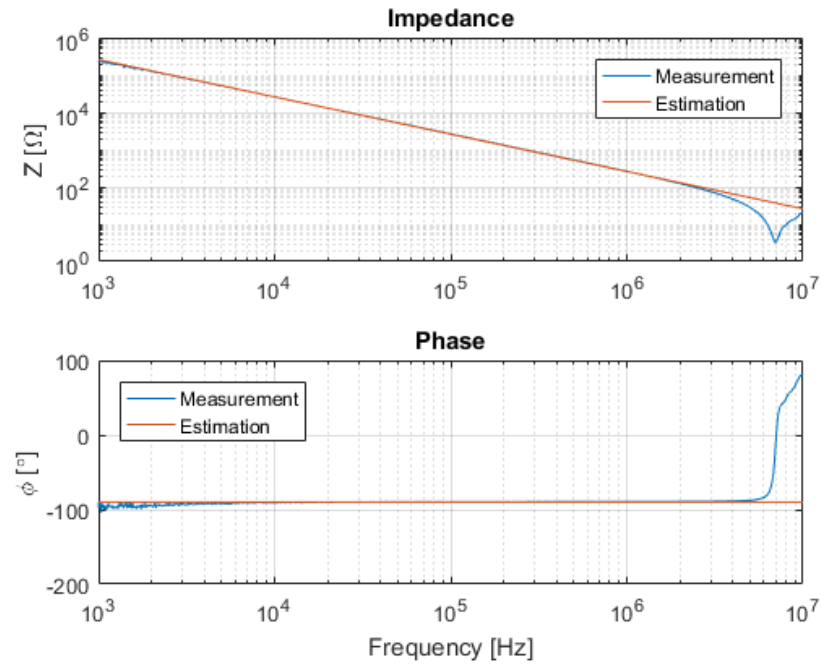 Impedance
Z [Ω]
10^6
10^4
10^2
10^0
Measurement
Estimation
10^3
10^4
10^5
10^6
10^7
Phase
ϕ [°]
100
0
-100
-200
Measurement
Estimation
10^3
10^4
10^5
10^6
10^7
Frequency [Hz]